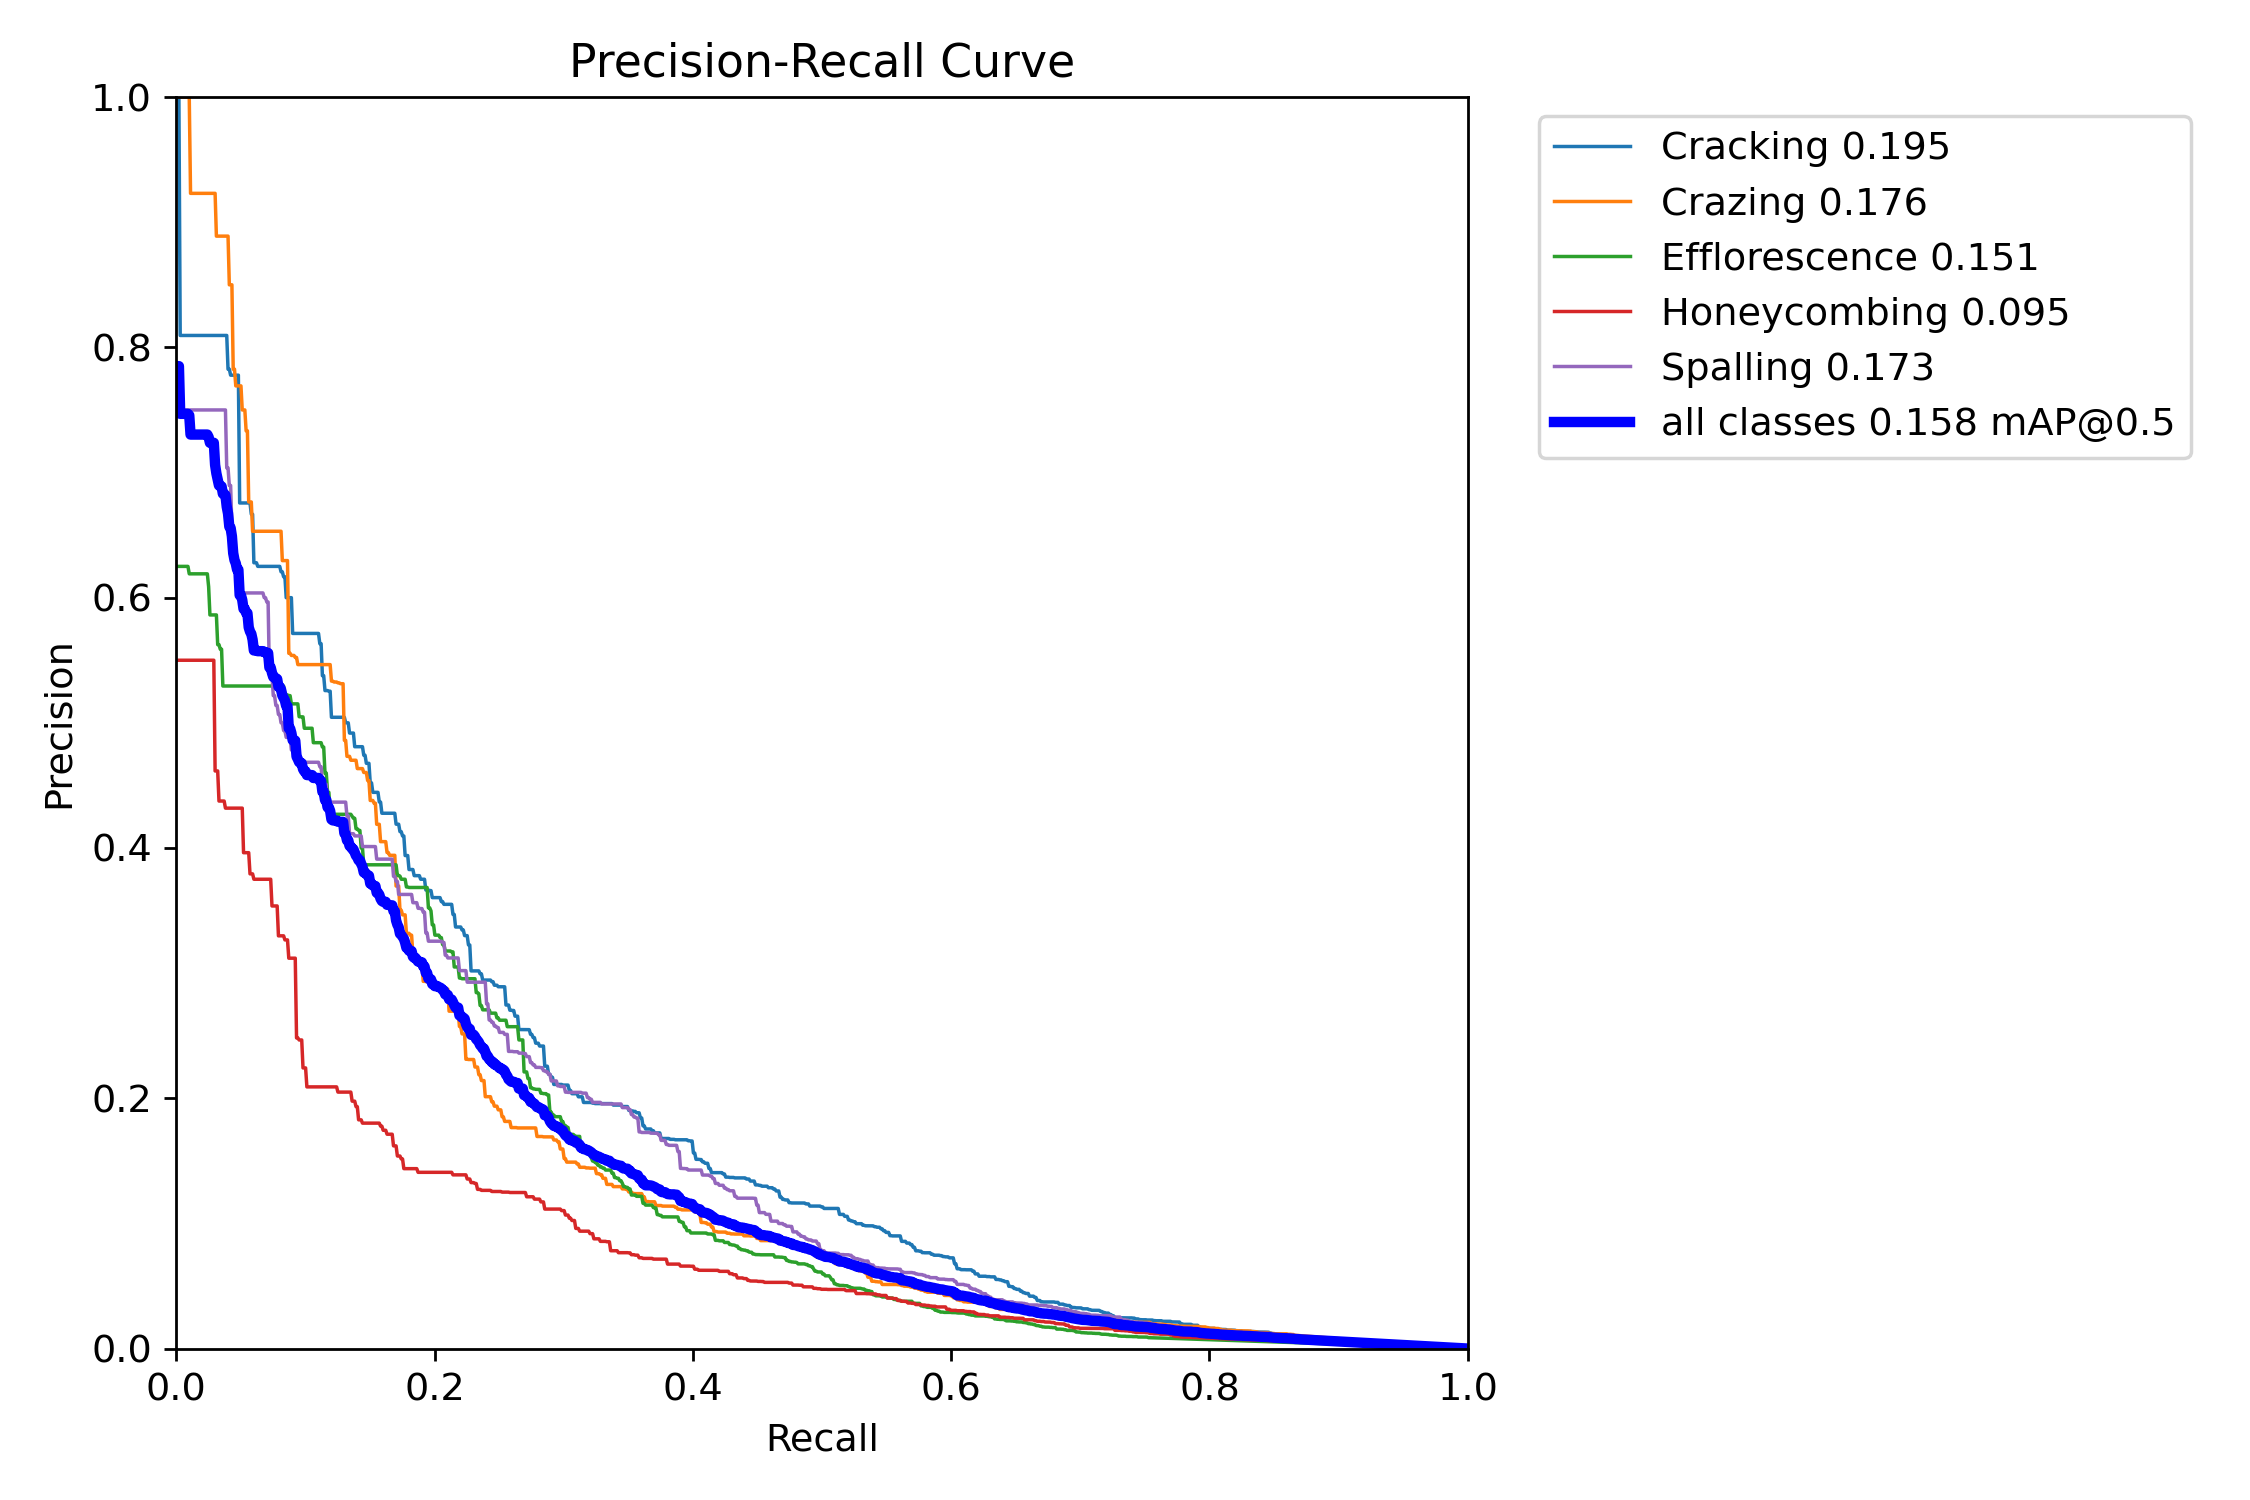 Precision-Recall Curve
1.0
0.8
0.6
0.4
0.2
0.0
Precision
0.0 0.2 0.4 0.6 0.8 1.0
Recall
Cracking 0.195
Crazing 0.176
Efflorescence 0.151
Honeycombing 0.095
Spalling 0.173
all classes 0.158 mAP@0.5